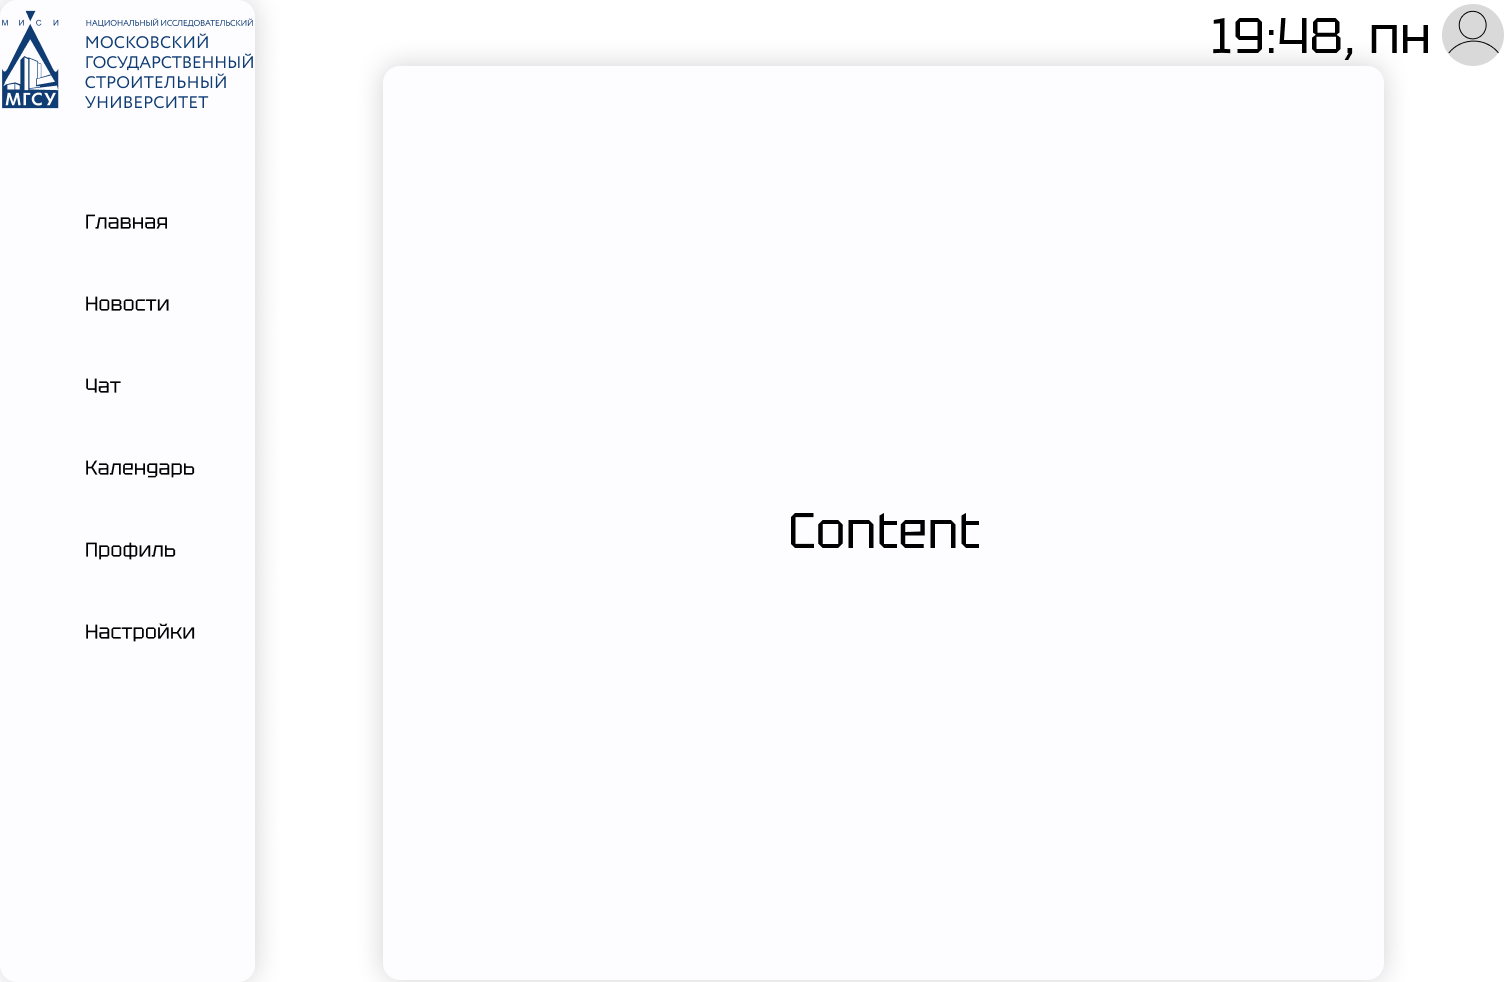 М И С И
НАЦИОНАЛЬНЫЙ ИССЛЕДОВАТЕЛЬСКИЙ
МОСКОВСКИЙ
ГОСУДАРСТВЕННЫЙ
СТРОИТЕЛЬНЫЙ
УНИВЕРСИТЕТ
МГСУ
19:48, пн
Главная
Новости
Чат
Календарь
Профиль
Настройки
Content